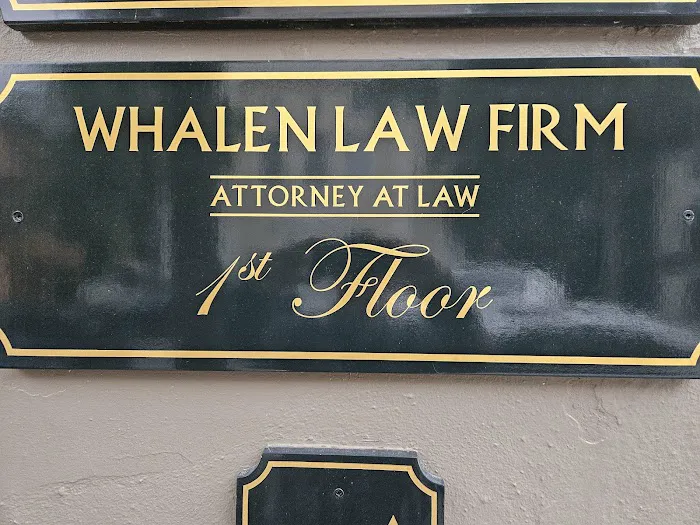 WHALEN LAW FIRM
ATTORNEY AT LAW
1st Floor